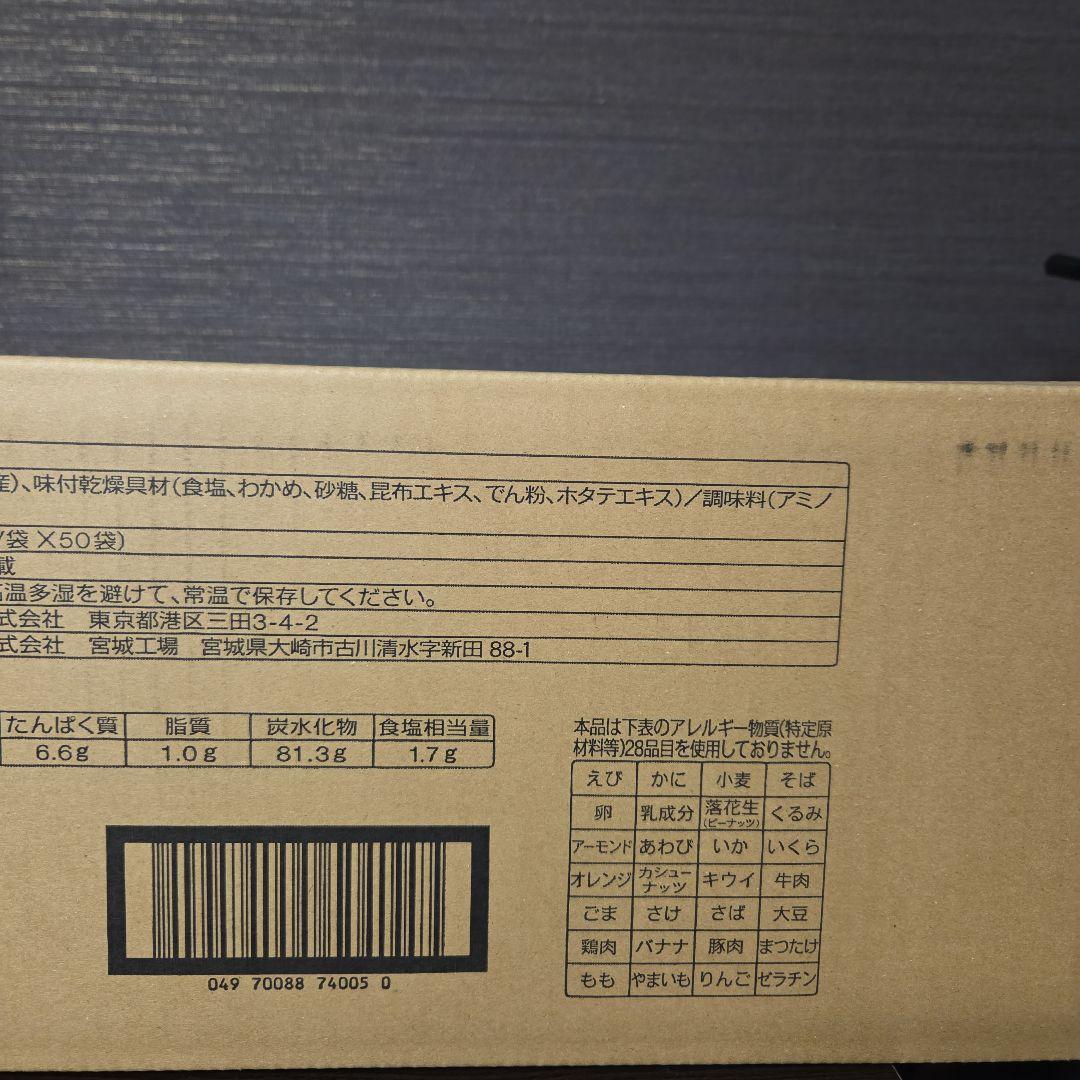 産)、味付乾燥具材(食塩、わかめ、砂糖、昆布エキス、でん粉、ホタテエキス)/調味料(アミノ
/袋×50袋)
載
高温多湿を避けて、常温で保存してください。
式会社 東京都港区三田3-4-2
式会社 宮城工場 宮城県大崎市古川清水字新田 88-1
たんぱく質 脂質 炭水化物 食塩相当量
6.6g 1.0g 81.3g 1.7g
本品は下表のアレルギー物質(特定原
材料等)28品目を使用しておりません。
えび かに 小麦 そば
卵 乳成分 落花生(ピーナッツ) くるみ
アーモンド あわび いか いくら
オレンジ カシューナッツ キウイ 牛肉
ごま さけ さば 大豆
鶏肉 バナナ 豚肉 まつたけ
もも やまいも りんご ゼラチン
049 70088 74005 0